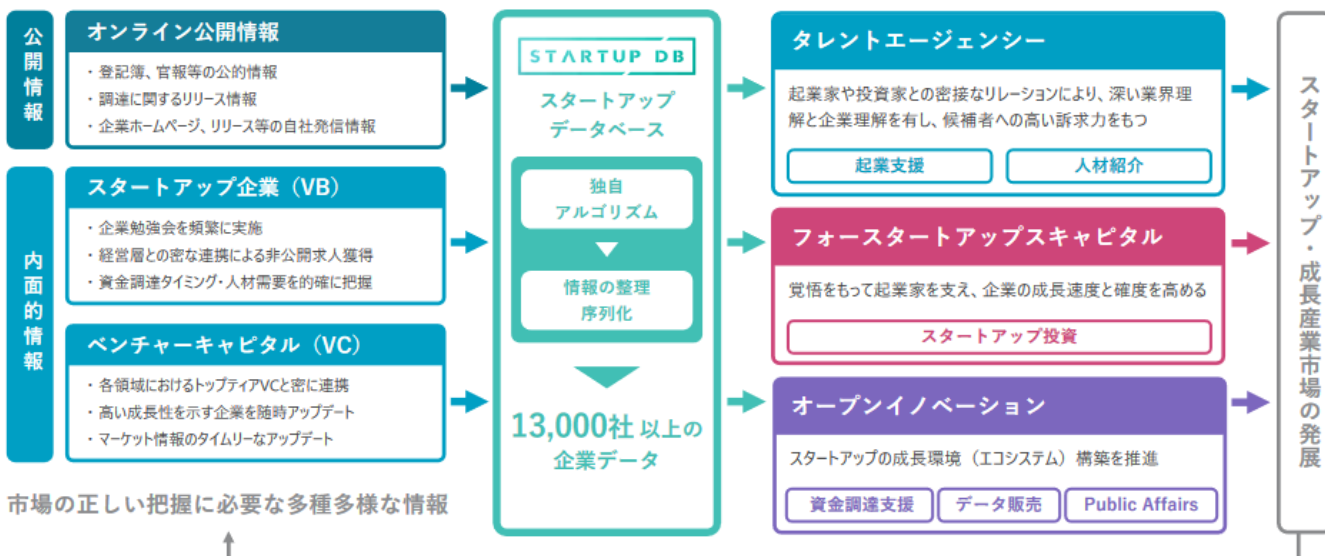 公開情報
オンライン公開情報
・登記簿、官報等の公的情報
・調達に関するリリース情報
・企業ホームページ、リリース等の自社発信情報
内面的情報
スタートアップ企業（VB）
・企業勉強会を頻繁に実施
・経営層との密な連携による非公開求人獲得
・資金調達タイミング・人材需要を的確に把握
ベンチャーキャピタル（VC）
・各領域におけるトップティアVCと密に連携
・高い成長性を示す企業を随時アップデート
・マーケット情報のタイムリーなアップデート
市場の正しい把握に必要な多種多様な情報
STARTUP DB
スタートアップ
データベース
独自
アルゴリズム
情報の整理
序列化
13,000社 以上の
企業データ
タレントエージェンシー
起業家や投資家との密接なリレーションにより、深い業界理
解と企業理解を有し、候補者への高い訴求力をもつ
起業支援
人材紹介
フォースタートアップスキャピタル
覚悟をもって起業家を支え、企業の成長速度と確度を高める
スタートアップ投資
オープンイノベーション
スタートアップの成長環境（エコシステム）構築を推進
資金調達支援
データ販売
Public Affairs
スタートアップ・成長産業市場の発展